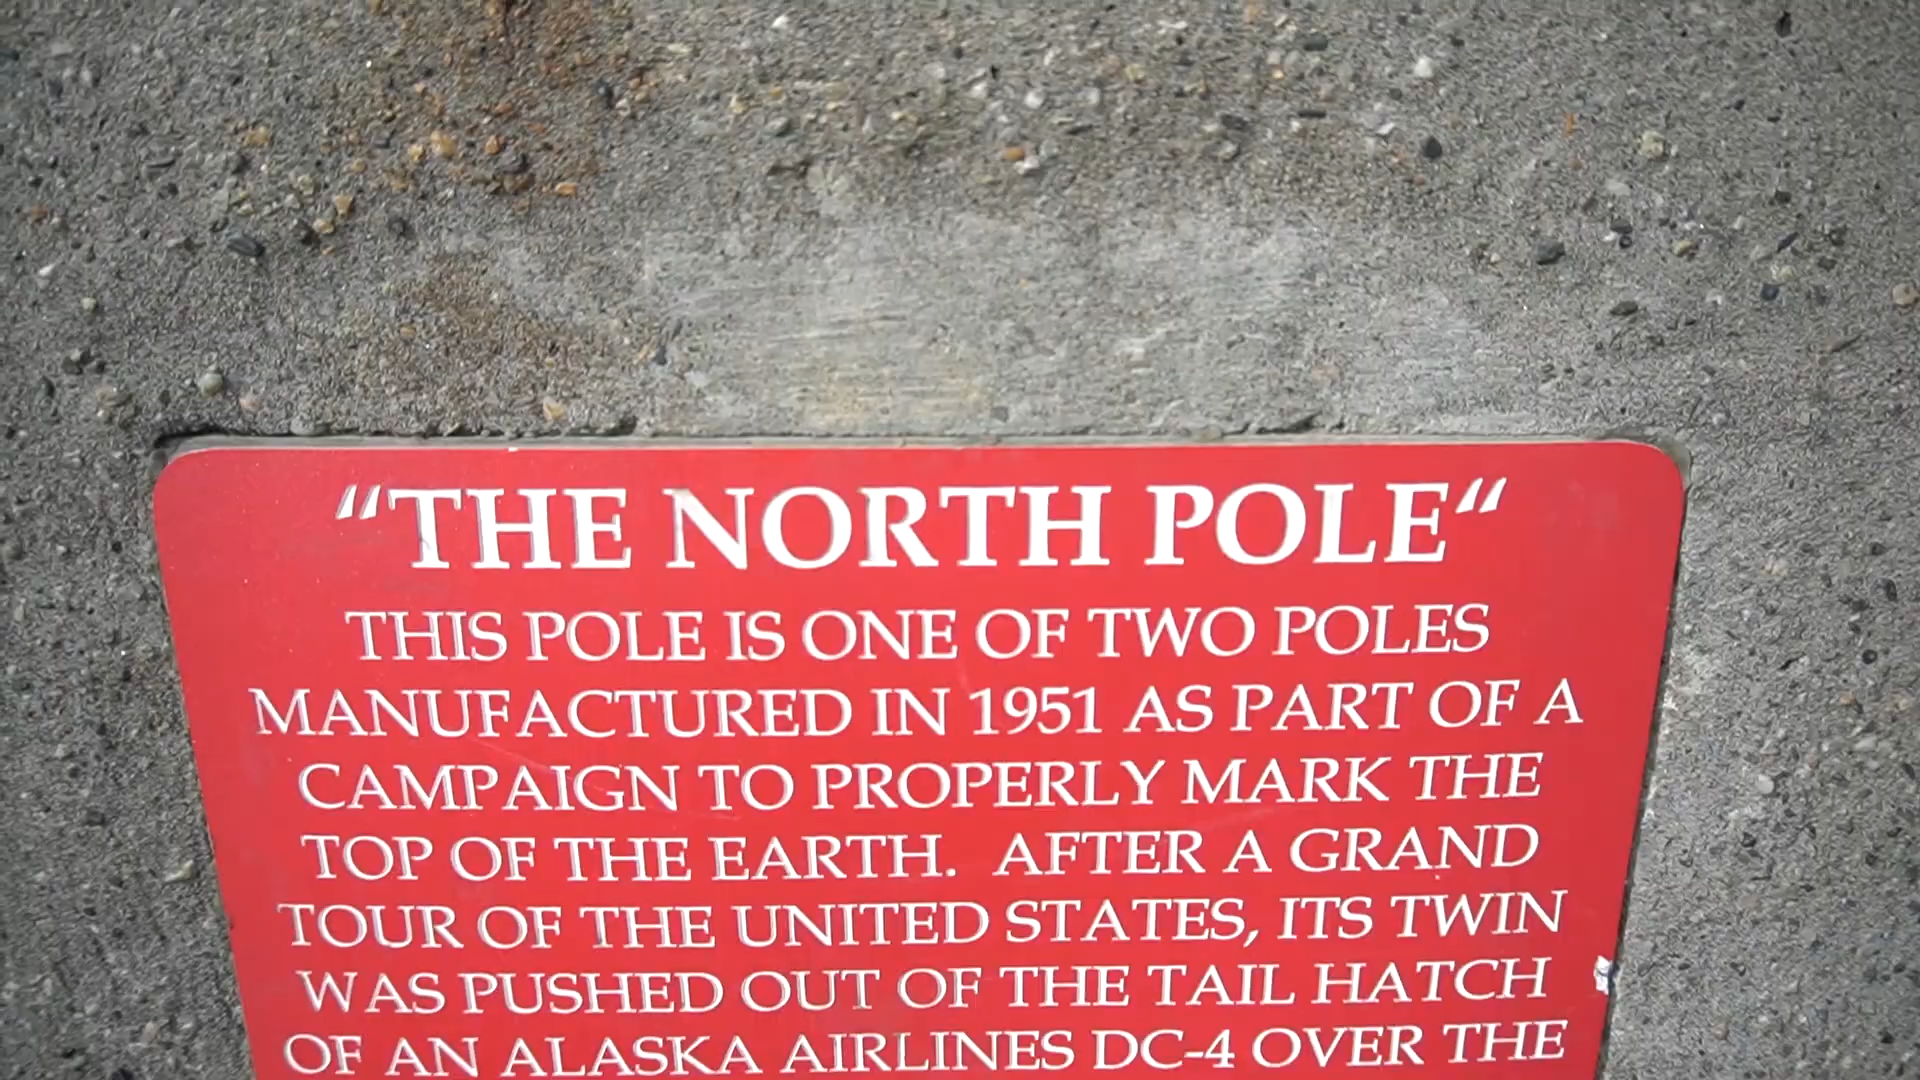 “THE NORTH POLE“
THIS POLE IS ONE OF TWO POLES
MANUFACTURED IN 1951 AS PART OF A
CAMPAIGN TO PROPERLY MARK THE
TOP OF THE EARTH. AFTER A GRAND
TOUR OF THE UNITED STATES, ITS TWIN
WAS PUSHED OUT OF THE TAIL HATCH
OF AN ALASKA AIRLINES DC-4 OVER THE